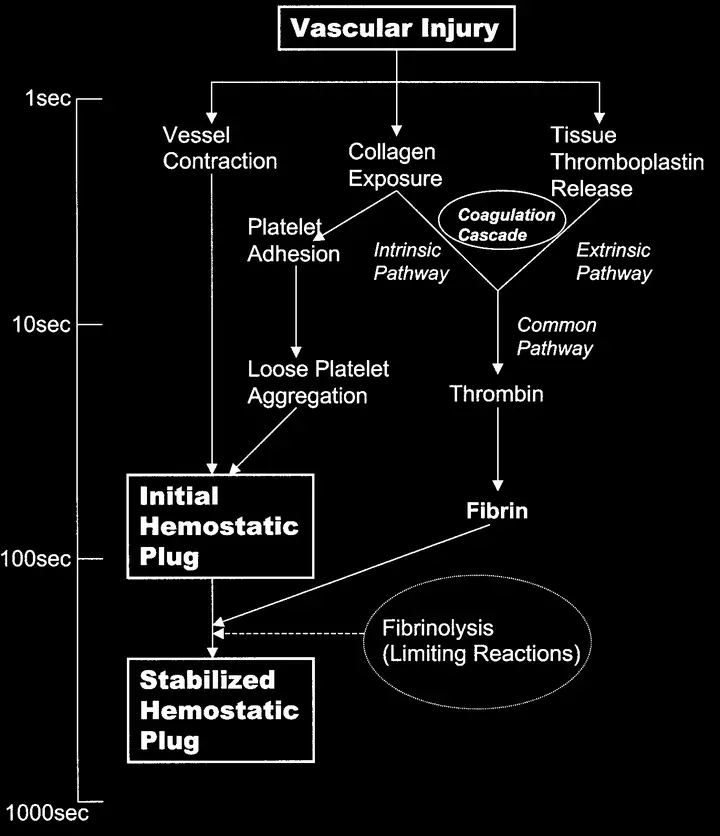 Vascular Injury
1sec
Vessel
Contraction
Collagen
Exposure
Tissue
Thromboplastin
Release
Coagulation
Cascade
Platelet
Adhesion
Intrinsic
Pathway
Extrinsic
Pathway
10sec
Common
Pathway
Loose Platelet
Aggregation
Thrombin
Initial
Hemostatic
Plug
Fibrin
100sec
Fibrinolysis
(Limiting Reactions)
Stabilized
Hemostatic
Plug
1000sec